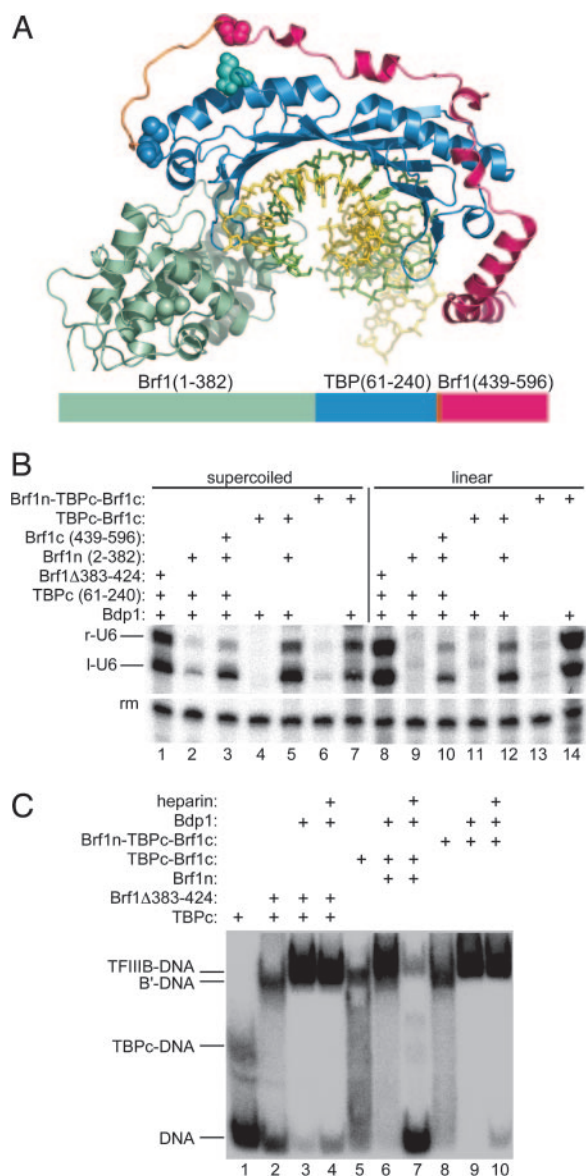 A
Brf1(1-382) TBP(61-240) Brf1(439-596)
B
supercoiled linear
Brf1n-TBPc-Brf1c: + + + +
TBPc-Brf1c: + + + +
Brf1c (439-596) + +
Brf1n (2-382): + + + + + +
Brf1Δ383-424: + +
TBPc (61-240): + + + + + +
Bdp1: + + + + + + + + + + + +
r-U6
l-U6
rm
1 2 3 4 5 6 7 8 9 10 11 12 13 14
C
heparin: + + +
Bdp1: + + + + + +
Brf1n-TBPc-Brf1c: + + +
TBPc-Brf1c: + + +
Brf1n: + +
Brf1Δ383-424: + + +
TBPc: + + + +
TFIIIB-DNA
B'-DNA
TBPc-DNA
DNA
1 2 3 4 5 6 7 8 9 10